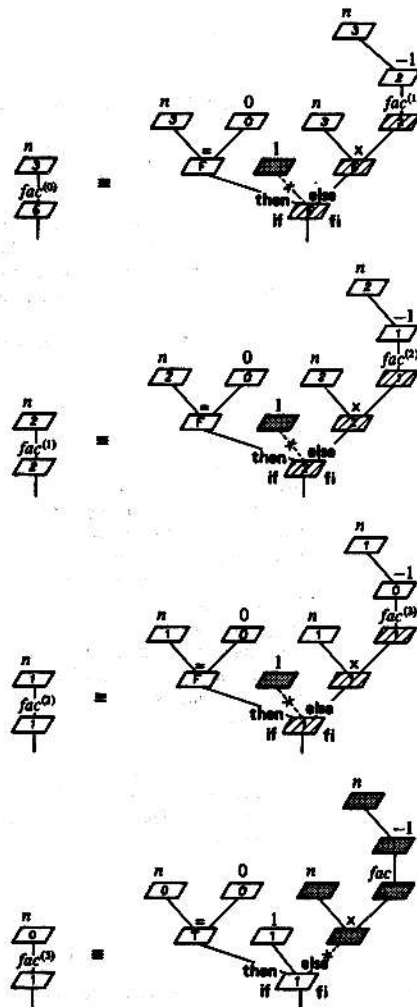 n
3
-1
2
n 0 n fac(1
3 0 3
n = 1 ×
3 F
fac(0) ≡ then else
6 if fi
n
2
-1
1
n 0 n fac(2)
2 0 2 1
n = 1 ×
2 F
fac(1) ≡ then else
2 if fi
n
1
-1
0
n 0 n fac(3)
1 0 1
n = 1 ×
1 F
fac(2) ≡ then else
1 if fi
n
-1
n 0 n fac
0 0
n = 1 ×
0 T 1
fac(3) ≡ then else
1 if 1 fi